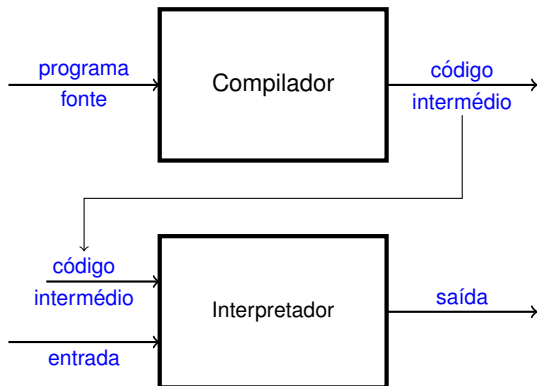 programa
fonte
Compilador
código
intermédio
código
intermédio
entrada
Interpretador
saída